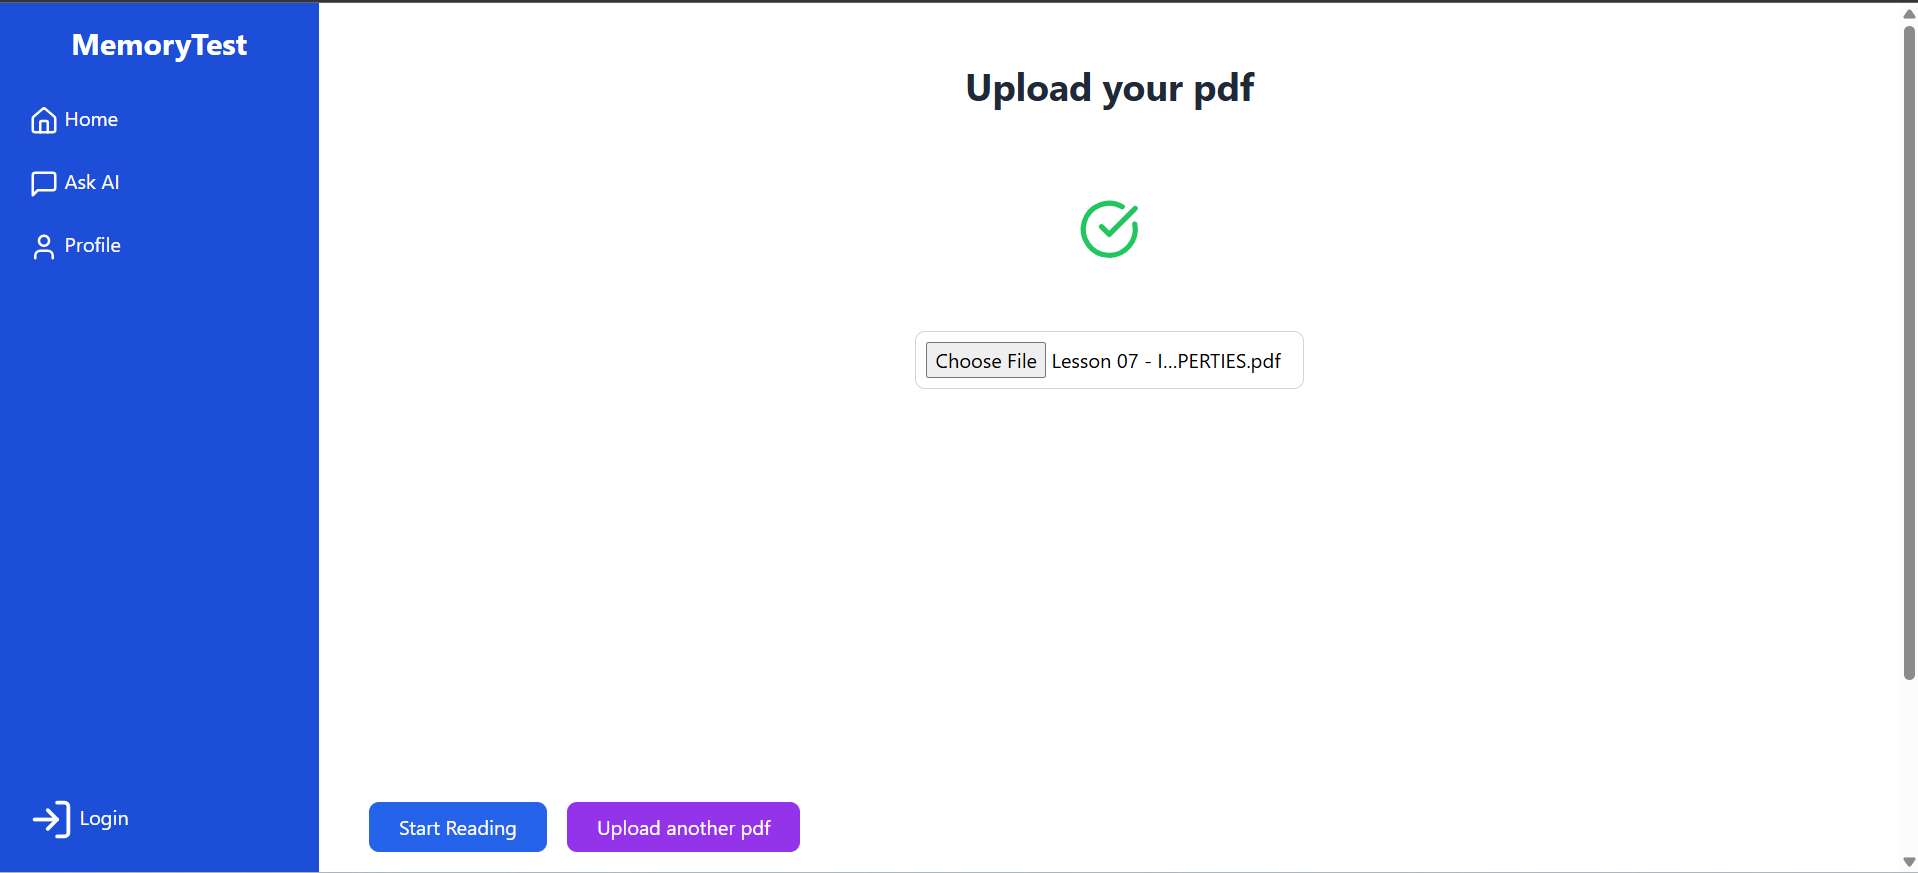 MemoryTest
Home
Ask AI
Profile
Login
Upload your pdf
Choose File Lesson 07 - I...PERTIES.pdf
Start Reading
Upload another pdf